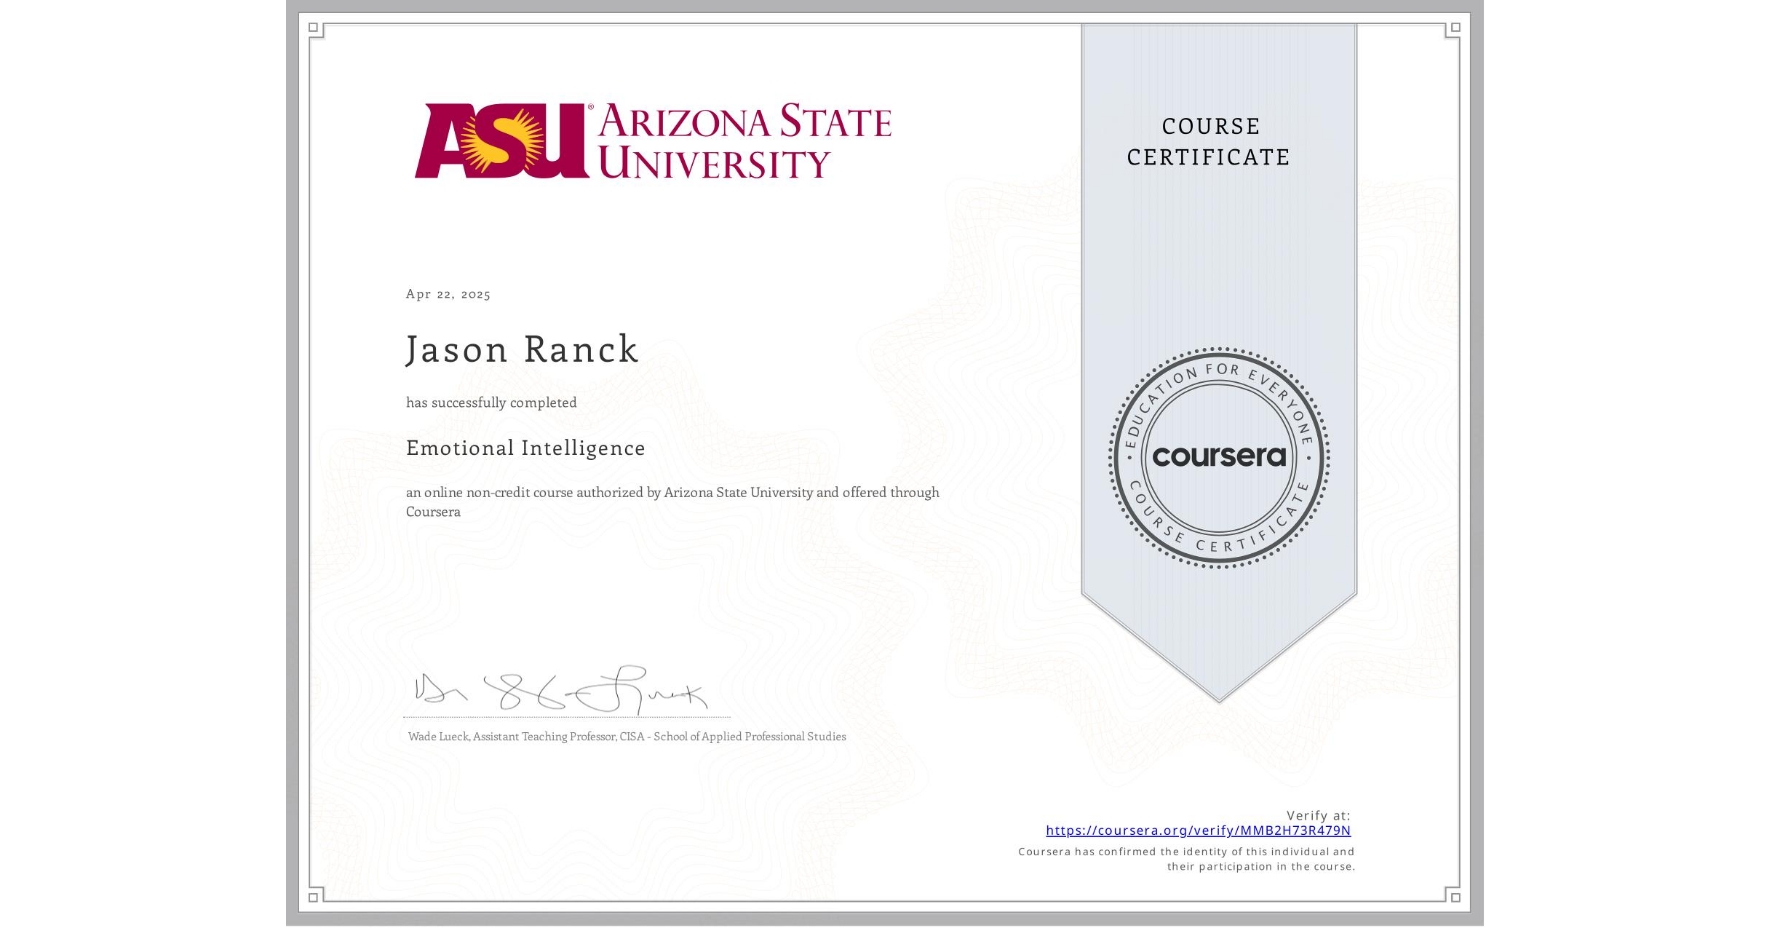 ASU® ARIZONA STATE
UNIVERSITY
COURSE
CERTIFICATE
Apr 22, 2025
Jason Ranck
has successfully completed
Emotional Intelligence
an online non-credit course authorized by Arizona State University and offered through
Coursera
EDUCATION FOR EVERYONE
coursera
COURSE CERTIFICATE
Wade Lueck, Assistant Teaching Professor, CISA - School of Applied Professional Studies
Verify at:
https://coursera.org/verify/MMB2H73R479N
Coursera has confirmed the identity of this individual and
their participation in the course.